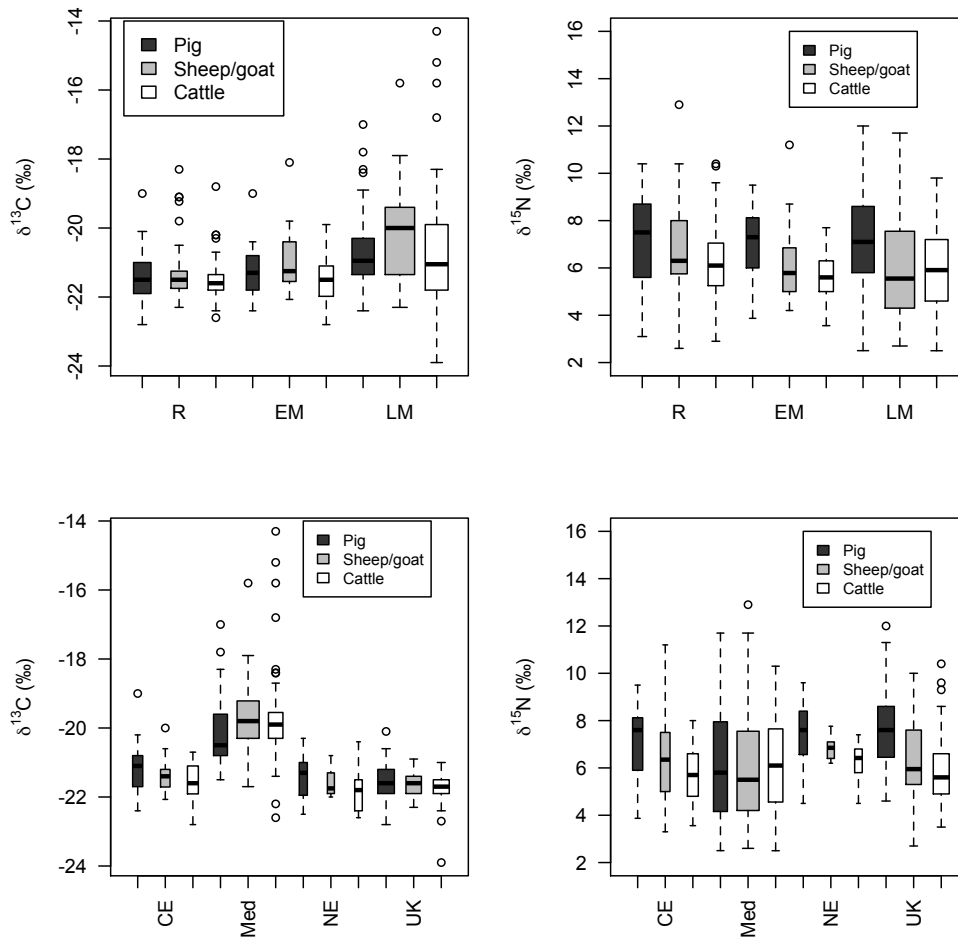 -14
-16
-18
-20
-22
-24
δ13C (‰)
Pig
Sheep/goat
Cattle
R EM LM
16
14
12
10
8
6
4
2
δ15N (‰)
Pig
Sheep/goat
Cattle
R EM LM
-14
-16
-18
-20
-22
-24
δ13C (‰)
Pig
Sheep/goat
Cattle
CE Med NE UK
16
14
12
10
8
6
4
2
δ15N (‰)
Pig
Sheep/goat
Cattle
CE Med NE UK